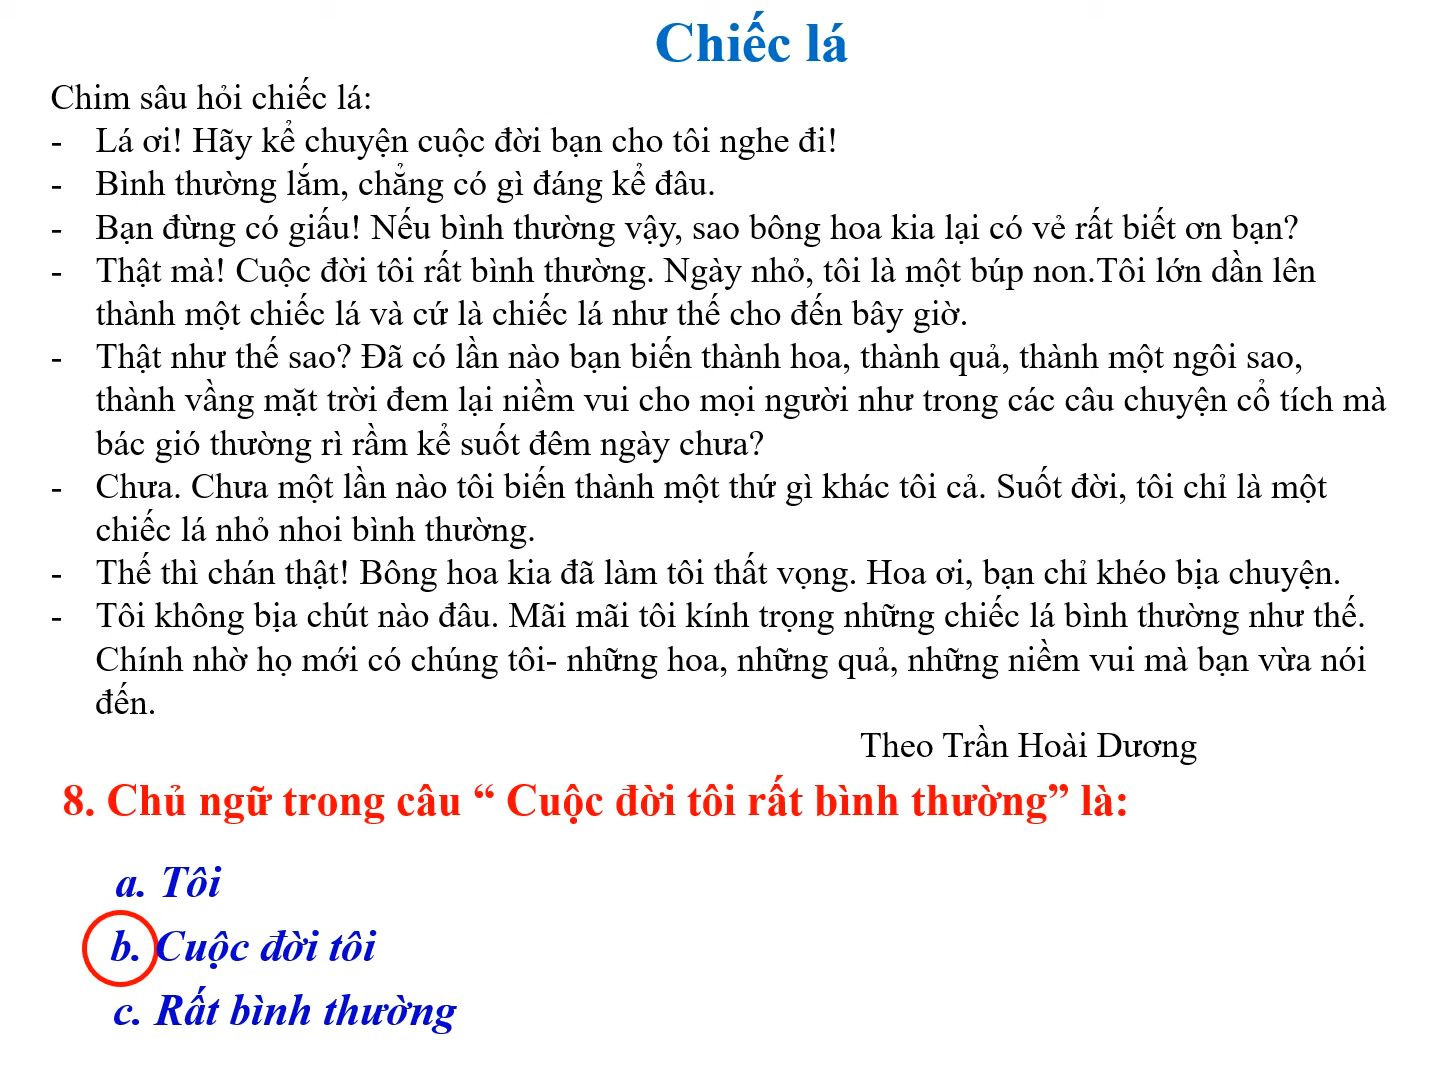 Chiếc lá
Chim sâu hỏi chiếc lá:
- Lá ơi! Hãy kể chuyện cuộc đời bạn cho tôi nghe đi!
- Bình thường lắm, chẳng có gì đáng kể đâu.
- Bạn đừng có giấu! Nếu bình thường vậy, sao bông hoa kia lại có vẻ rất biết ơn bạn?
- Thật mà! Cuộc đời tôi rất bình thường. Ngày nhỏ, tôi là một búp non.Tôi lớn dần lên
thành một chiếc lá và cứ là chiếc lá như thế cho đến bây giờ.
- Thật như thế sao? Đã có lần nào bạn biến thành hoa, thành quả, thành một ngôi sao,
thành vầng mặt trời đem lại niềm vui cho mọi người như trong các câu chuyện cổ tích mà
bác gió thường rì rầm kể suốt đêm ngày chưa?
- Chưa. Chưa một lần nào tôi biến thành một thứ gì khác tôi cả. Suốt đời, tôi chỉ là một
chiếc lá nhỏ nhoi bình thường.
- Thế thì chán thật! Bông hoa kia đã làm tôi thất vọng. Hoa ơi, bạn chỉ khéo bịa chuyện.
- Tôi không bịa chút nào đâu. Mãi mãi tôi kính trọng những chiếc lá bình thường như thế.
Chính nhờ họ mới có chúng tôi- những hoa, những quả, những niềm vui mà bạn vừa nói
đến.
Theo Trần Hoài Dương
8. Chủ ngữ trong câu “ Cuộc đời tôi rất bình thường” là:
a. Tôi
b. Cuộc đời tôi
c. Rất bình thường